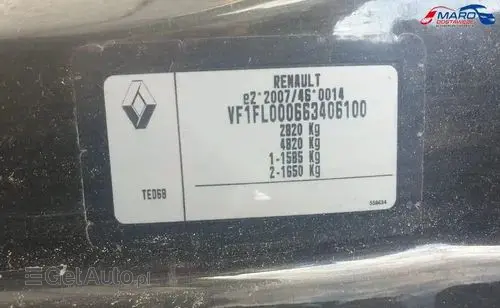 MARO
DOSTAWCZE
RENAULT
e2*2007/46*0014
VF1FL000663406100
2820 Kg
4820 Kg
1-1585 Kg
2-1650 Kg
TED68
558634
GetAuto.pl